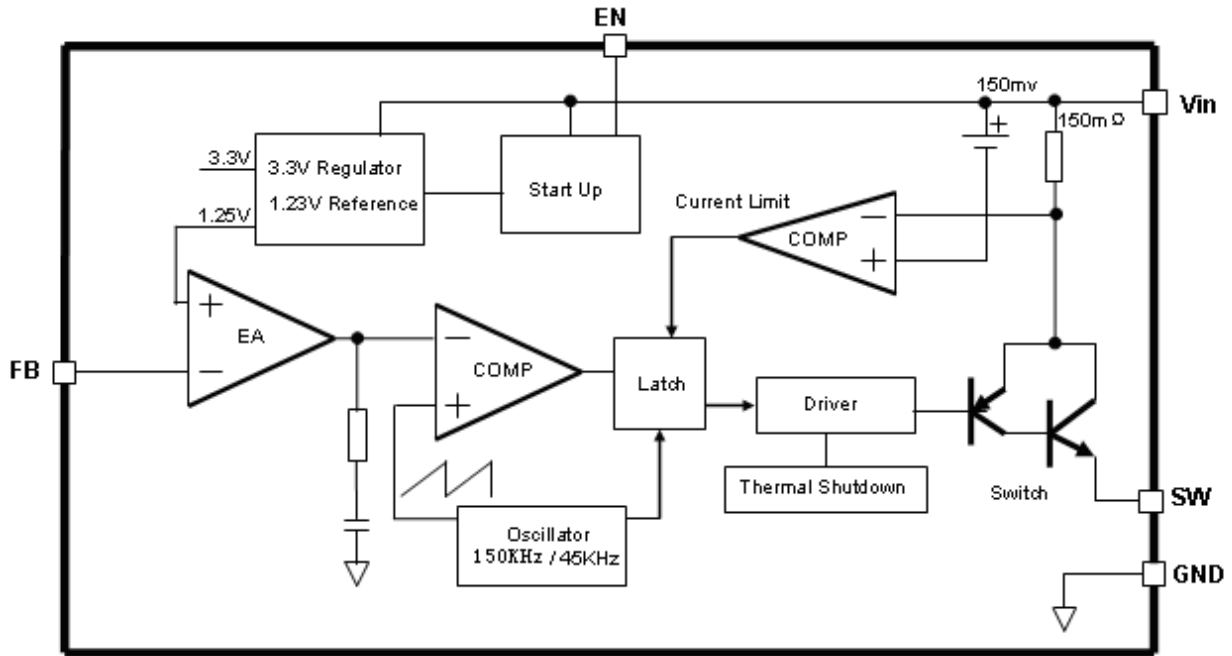 EN
150mv
Vin
150mΩ
3.3V
3.3V Regulator
1.23V Reference
Start Up
1.25V
Current Limit
−
COMP
+
+
+
EA
−
FB
−
COMP
+
Latch
Driver
Thermal Shutdown
Switch
SW
Oscillator
150KHz / 45KHz
GND